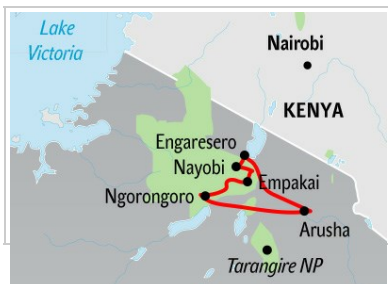 Lake
Victoria
Nairobi
KENYA
Engaresero
Nayobi
Empakai
Ngorongoro
Arusha
Tarangire NP